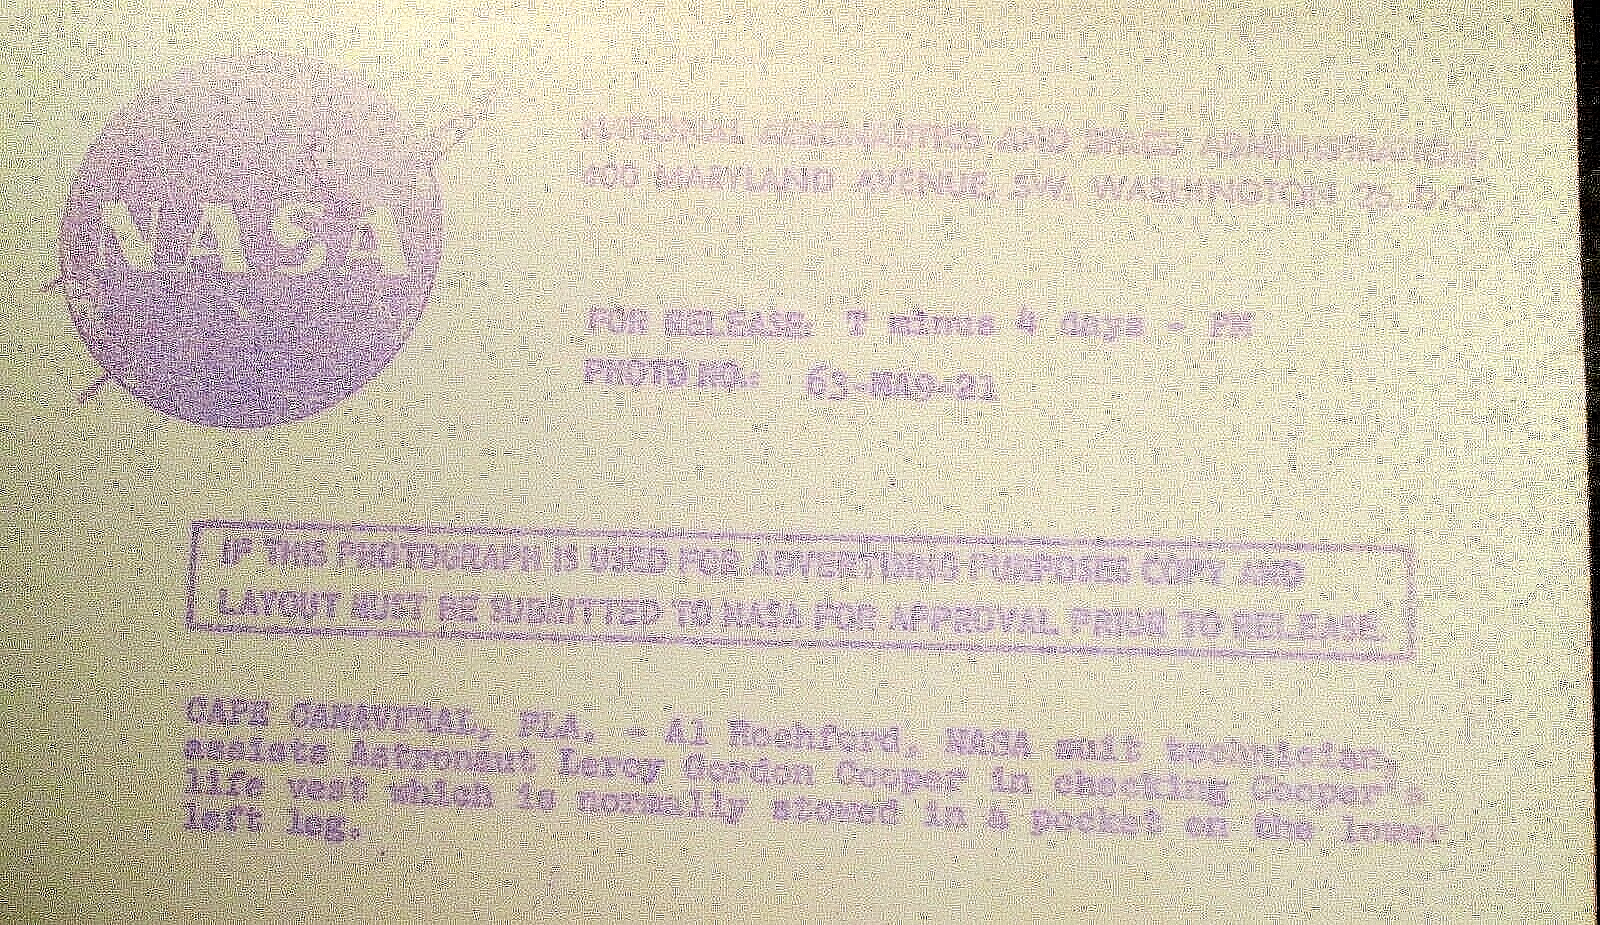 NASA
NATIONAL AERONAUTICS AND SPACE ADMINISTRATION
400 MARYLAND AVENUE, SW, WASHINGTON 25, D.C.
FOR RELEASE: T minus 4 days - PM
PHOTO NO.: 63-MA9-21
IF THIS PHOTOGRAPH IS USED FOR ADVERTISING PURPOSES COPY AND
LAYOUT MUST BE SUBMITTED TO NASA FOR APPROVAL PRIOR TO RELEASE.
CAPE CANAVERAL, FLA. - Al Rochford, NASA suit technician,
assists Astronaut Leroy Gordon Cooper in checking Cooper's
life vest which is normally stowed in a pocket on the lower
left leg.